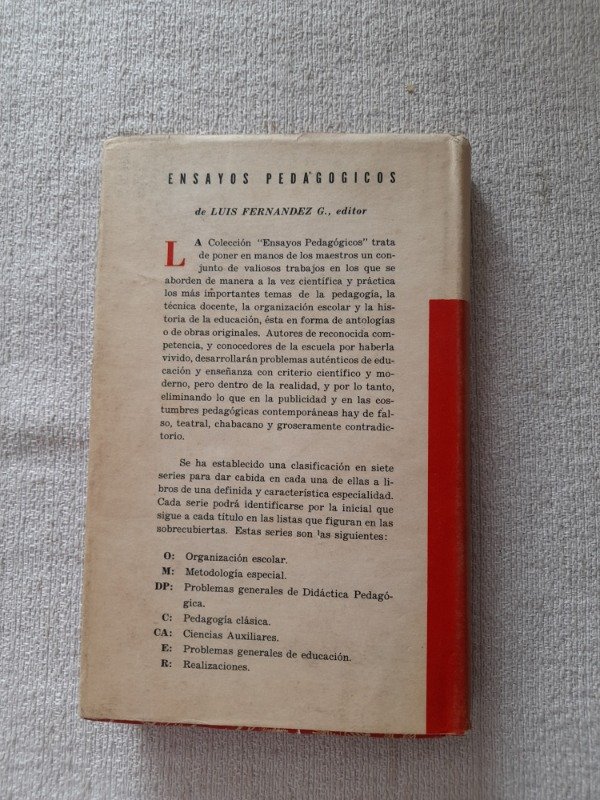 ENSAYOS PEDAGOGICOS
de LUIS FERNANDEZ G., editor
LA Colección "Ensayos Pedagógicos" trata
de poner en manos de los maestros un con-
junto de valiosos trabajos en los que se
aborden de manera a la vez científica y práctica
los más importantes temas de la pedagogía, la
técnica docente, la organización escolar y la his-
toria de la educación, ésta en forma de antologías
o de obras originales. Autores de reconocida com-
petencia, y conocedores de la escuela por haberla
vivido, desarrollarán problemas auténticos de edu-
cación y enseñanza con criterio científico y mo-
derno, pero dentro de la realidad, y por lo tanto,
eliminando lo que en la publicidad y en las cos-
tumbres pedagógicas contemporáneas hay de fal-
so, teatral, chabacano y groseramente contradic-
torio.
Se ha establecido una clasificación en siete
series para dar cabida en cada una de ellas a li-
bros de una definida y característica especialidad.
Cada serie podrá identificarse por la inicial que
sigue a cada título en las listas que figuran en las
sobrecubiertas. Estas series son las siguientes:
O: Organización escolar.
M: Metodología especial.
DP: Problemas generales de Didáctica Pedagó-
gica.
C: Pedagogía clásica.
CA: Ciencias Auxiliares.
E: Problemas generales de educación.
R: Realizaciones.